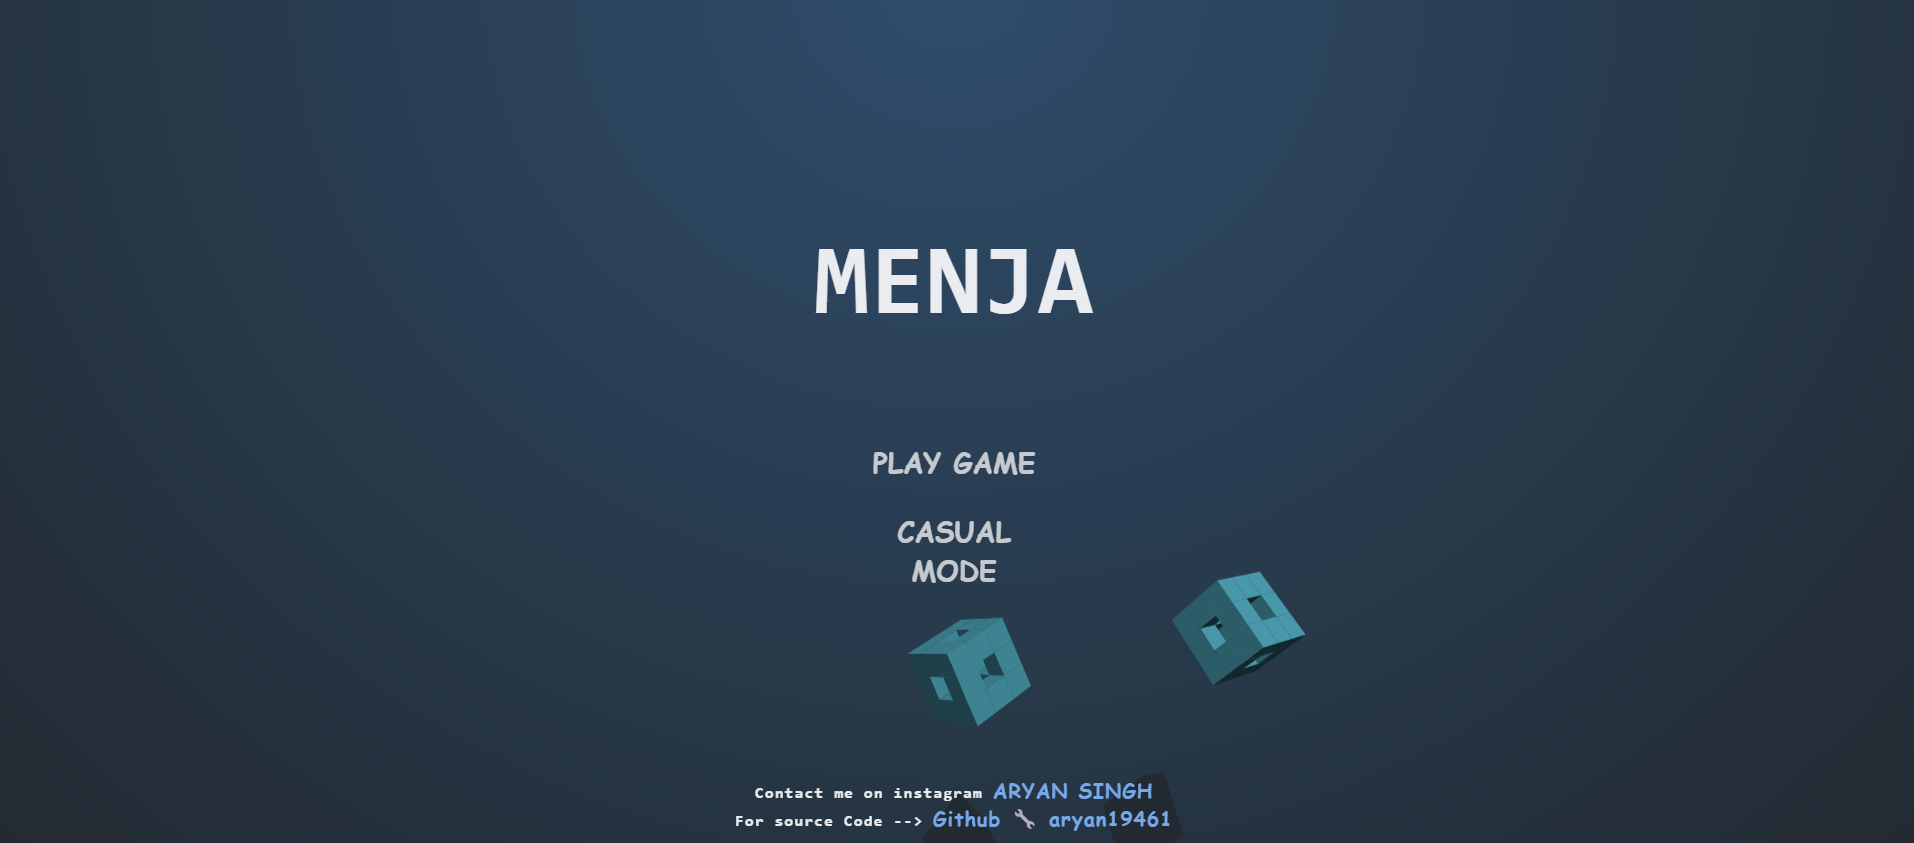 MENJA
PLAY GAME
CASUAL
MODE
Contact me on instagram ARYAN SINGH
For source Code --> Github 🔧 aryan19461